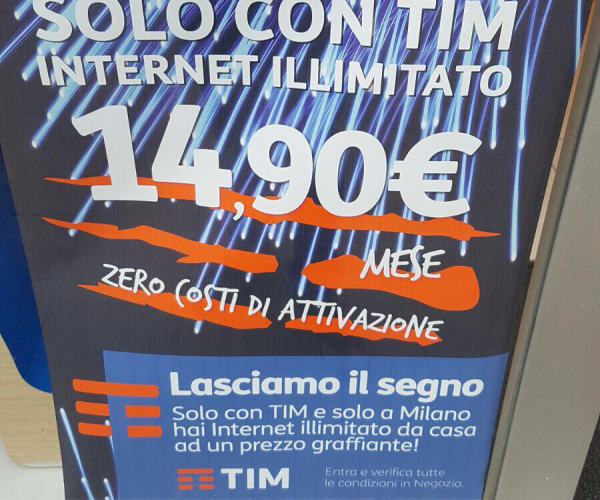 SOLO CON TIM
INTERNET ILLIMITATO
14,90€
MESE
ZERO COSTI DI ATTIVAZIONE
Lasciamo il segno
Solo con TIM e solo a Milano
hai Internet illimitato da casa
ad un prezzo graffiante!
TIM
Entra e verifica tutte
le condizioni in Negozio.